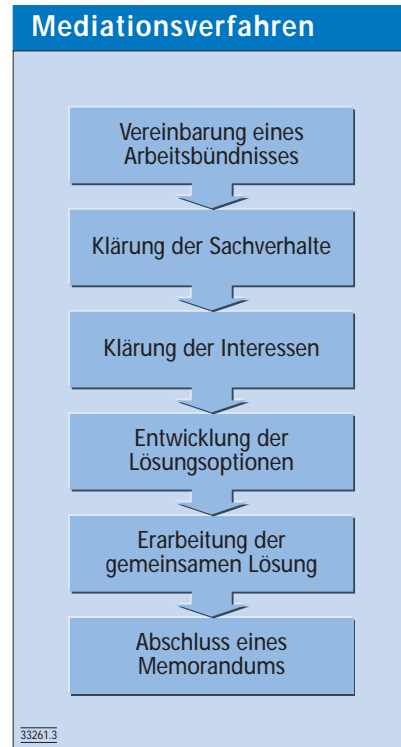 Mediationsverfahren
Vereinbarung eines
Arbeitsbündnisses
Klärung der Sachverhalte
Klärung der Interessen
Entwicklung der
Lösungsoptionen
Erarbeitung der
gemeinsamen Lösung
Abschluss eines
Memorandums
33261.3